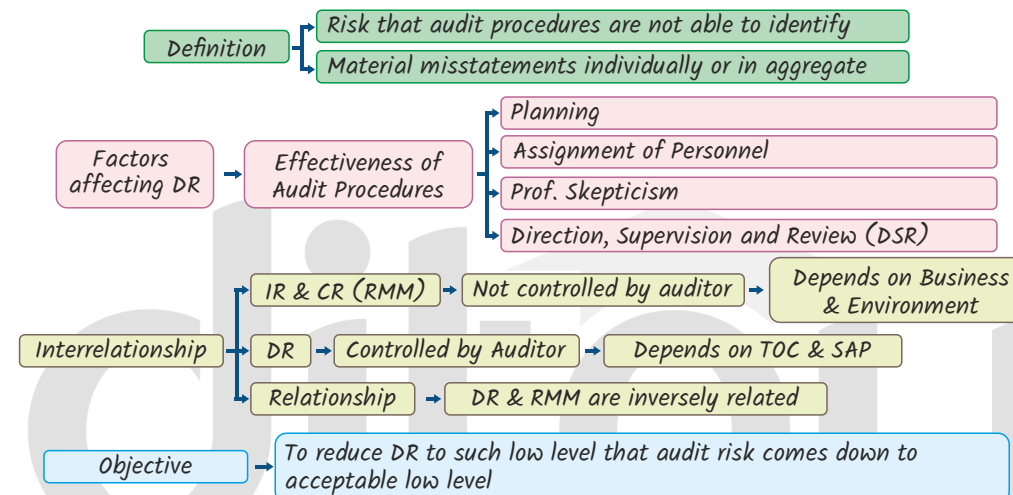 Definition
Risk that audit procedures are not able to identify
Material misstatements individually or in aggregate
Factors
affecting DR
Effectiveness of
Audit Procedures
Planning
Assignment of Personnel
Prof. Skepticism
Direction, Supervision and Review (DSR)
Interrelationship
IR & CR (RMM)
Not controlled by auditor
Depends on Business
& Environment
DR
Controlled by Auditor
Depends on TOC & SAP
Relationship
DR & RMM are inversely related
Objective
To reduce DR to such low level that audit risk comes down to
acceptable low level